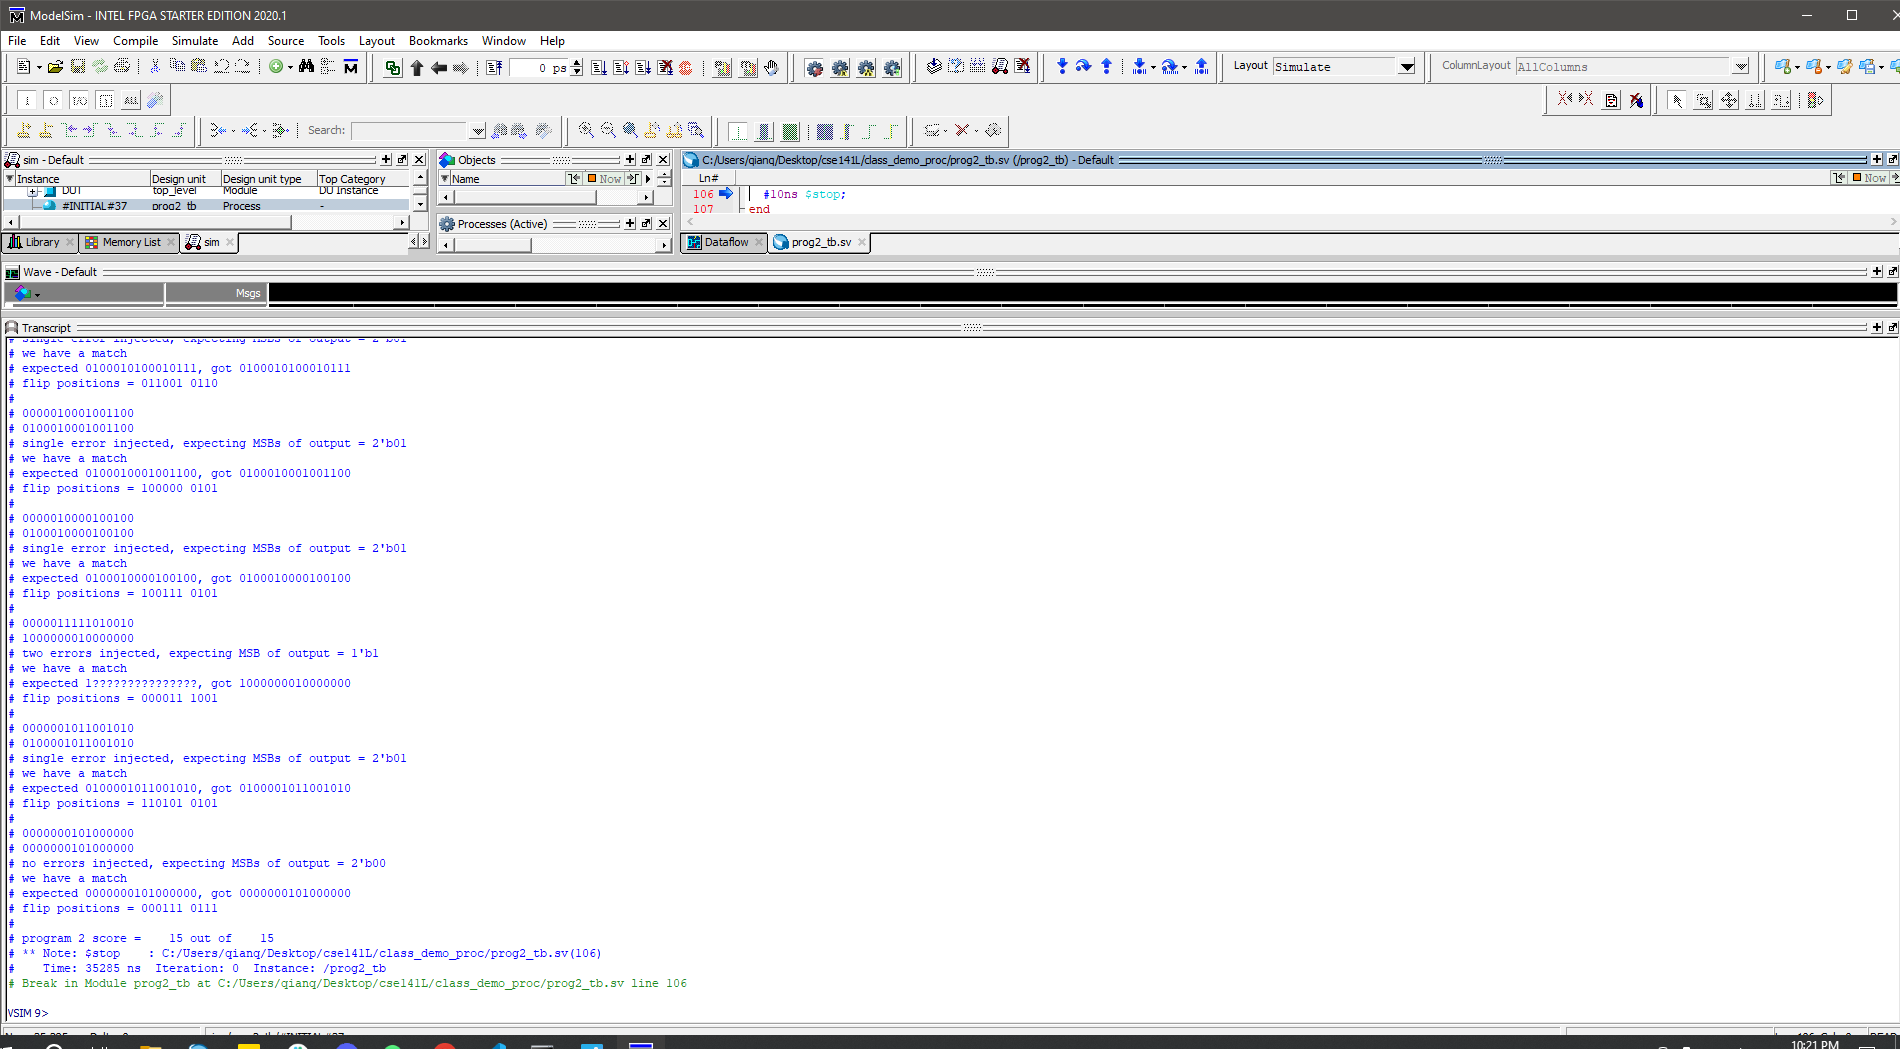 ModelSim - INTEL FPGA STARTER EDITION 2020.1
File Edit View Compile Simulate Add Source Tools Layout Bookmarks Window Help
0 ps
Layout Simulate
ColumnLayout AllColumns
ALL
Search:
sim - Default
Instance Design unit Design unit type Top Category
DUT top_level Module DU Instance
#INITIAL#37 prog2_tb Process -
Library Memory List sim
Objects
Name Now
Processes (Active)
C:/Users/qianq/Desktop/cse141L/class_demo_proc/prog2_tb.sv (/prog2_tb) - Default
Ln# Now
106 #10ns $stop;
107 end
Dataflow prog2_tb.sv
Wave - Default
Msgs
Transcript
# single error injected, expecting MSBs of output = 2'b01
# we have a match
# expected 0100010100010111, got 0100010100010111
# flip positions = 011001 0110
#
# 0000010001001100
# 0100010001001100
# single error injected, expecting MSBs of output = 2'b01
# we have a match
# expected 0100010001001100, got 0100010001001100
# flip positions = 100000 0101
#
# 0000010000100100
# 0100010000100100
# single error injected, expecting MSBs of output = 2'b01
# we have a match
# expected 0100010000100100, got 0100010000100100
# flip positions = 100111 0101
#
# 0000011111010010
# 1000000010000000
# two errors injected, expecting MSB of output = 1'b1
# we have a match
# expected 1???????????????, got 1000000010000000
# flip positions = 000011 1001
#
# 0000001011001010
# 0100001011001010
# single error injected, expecting MSBs of output = 2'b01
# we have a match
# expected 0100001011001010, got 0100001011001010
# flip positions = 110101 0101
#
# 0000000101000000
# 0000000101000000
# no errors injected, expecting MSBs of output = 2'b00
# we have a match
# expected 0000000101000000, got 0000000101000000
# flip positions = 000111 0111
#
# program 2 score = 15 out of 15
# ** Note: $stop : C:/Users/qianq/Desktop/cse141L/class_demo_proc/prog2_tb.sv(106)
# Time: 35285 ns Iteration: 0 Instance: /prog2_tb
# Break in Module prog2_tb at C:/Users/qianq/Desktop/cse141L/class_demo_proc/prog2_tb.sv line 106
VSIM 9>
10:21 PM